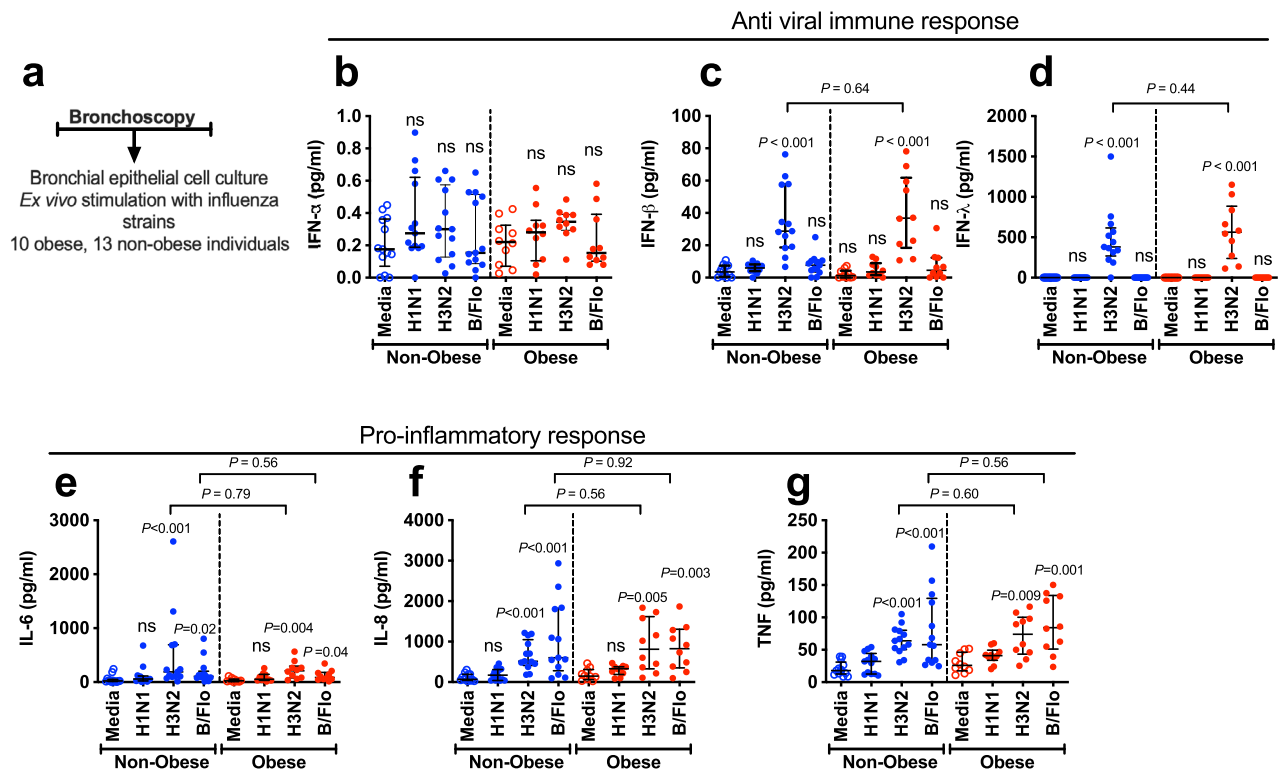 Anti viral immune response
a
Bronchoscopy
Bronchial epithelial cell culture
Ex vivo stimulation with influenza
strains
10 obese, 13 non-obese individuals
b
IFN-α (pg/ml)
1.0
0.8
0.6
0.4
0.2
0.0
ns
ns
ns
ns
ns
ns
Media
H1N1
H3N2
B/Flo
Media
H1N1
H3N2
B/Flo
Non-Obese
Obese
c
P = 0.64
IFN-β (pg/ml)
100
80
60
40
20
0
ns
P < 0.001
ns
ns
P < 0.001
ns
Media
H1N1
H3N2
B/Flo
Media
H1N1
H3N2
B/Flo
Non-Obese
Obese
d
P = 0.44
IFN-λ (pg/ml)
2000
1500
1000
500
0
ns
P < 0.001
ns
ns
P < 0.001
ns
Media
H1N1
H3N2
B/Flo
Media
H1N1
H3N2
B/Flo
Non-Obese
Obese
Pro-inflammatory response
e
P = 0.56
P = 0.79
IL-6 (pg/ml)
3000
2000
1000
0
ns
P<0.001
P=0.02
ns
P=0.004
P=0.04
Media
H1N1
H3N2
B/Flo
Media
H1N1
H3N2
B/Flo
Non-Obese
Obese
f
P = 0.92
P = 0.56
IL-8 (pg/ml)
4000
3000
2000
1000
0
ns
P<0.001
P<0.001
ns
P=0.005
P=0.003
Media
H1N1
H3N2
B/Flo
Media
H1N1
H3N2
B/Flo
Non-Obese
Obese
g
P = 0.56
P = 0.60
TNF (pg/ml)
250
200
150
100
50
0
P<0.001
P<0.001
P=0.009
P=0.001
Media
H1N1
H3N2
B/Flo
Media
H1N1
H3N2
B/Flo
Non-Obese
Obese